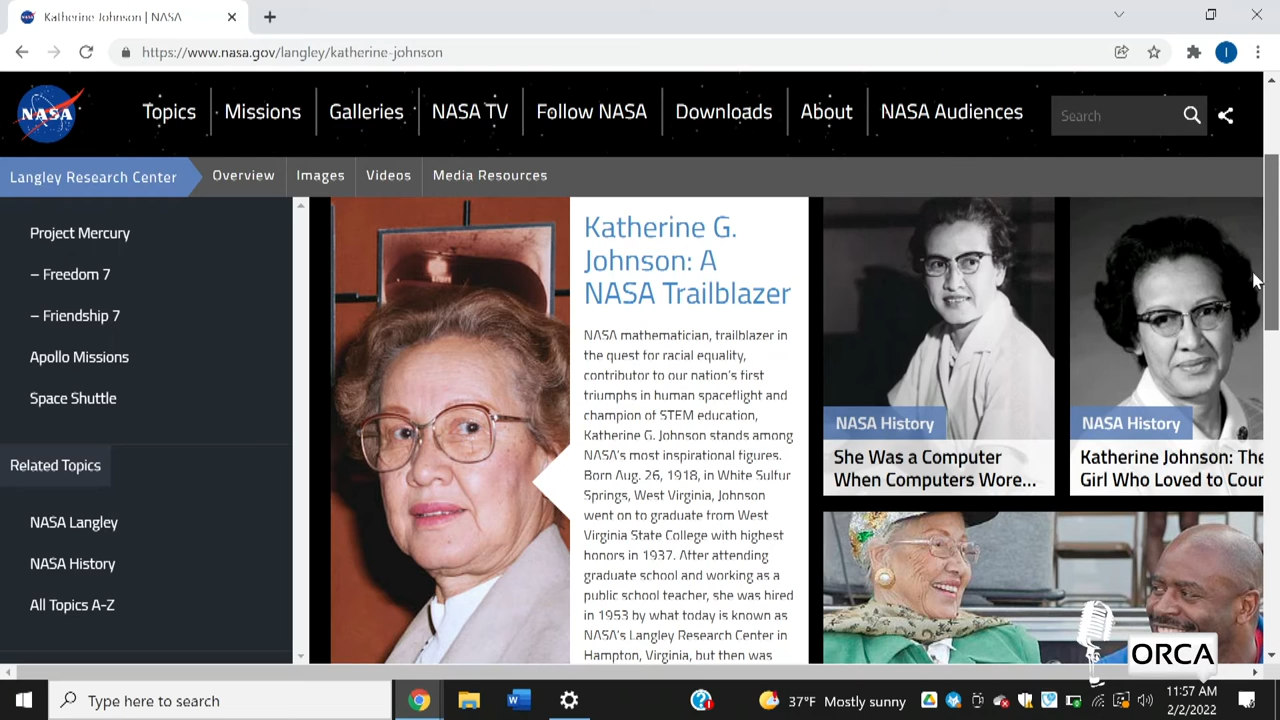 Katherine Johnson | NASA
https://www.nasa.gov/langley/katherine-johnson
I
NASA
Topics
Missions
Galleries
NASA TV
Follow NASA
Downloads
About
NASA Audiences
Search
Langley Research Center
Overview
Images
Videos
Media Resources
Project Mercury
– Freedom 7
– Friendship 7
Apollo Missions
Space Shuttle
Related Topics
NASA Langley
NASA History
All Topics A-Z
Katherine G.
Johnson: A
NASA Trailblazer
NASA mathematician, trailblazer in
the quest for racial equality,
contributor to our nation's first
triumphs in human spaceflight and
champion of STEM education,
Katherine G. Johnson stands among
NASA's most inspirational figures.
Born Aug. 26, 1918, in White Sulfur
Springs, West Virginia, Johnson
went on to graduate from West
Virginia State College with highest
honors in 1937. After attending
graduate school and working as a
public school teacher, she was hired
in 1953 by what today is known as
NASA's Langley Research Center in
Hampton, Virginia, but then was
NASA History
She Was a Computer
When Computers Wore...
NASA History
Katherine Johnson: The
Girl Who Loved to Coun
ORCA
Type here to search
37°F Mostly sunny
11:57 AM
2/2/2022